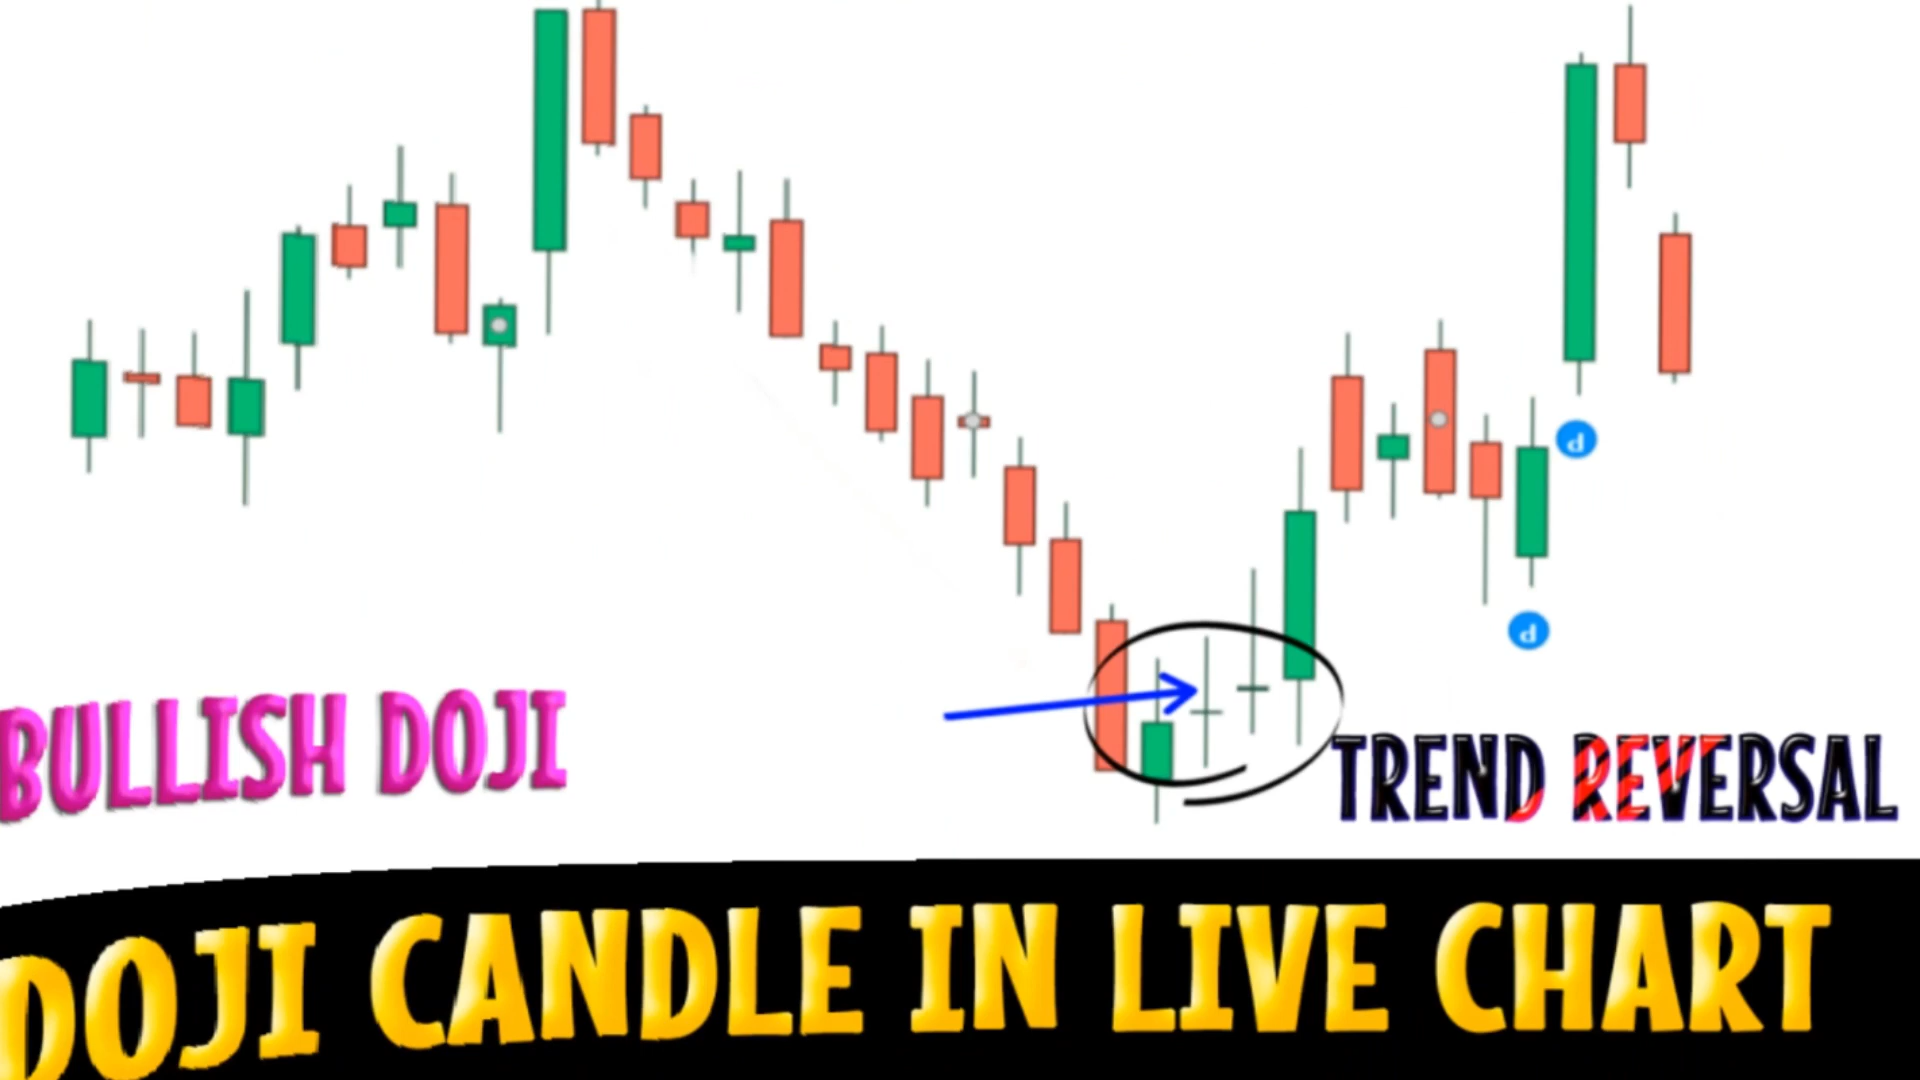 d
d
BULLISH DOJI
TREND REVERSAL
DOJI CANDLE IN LIVE CHART